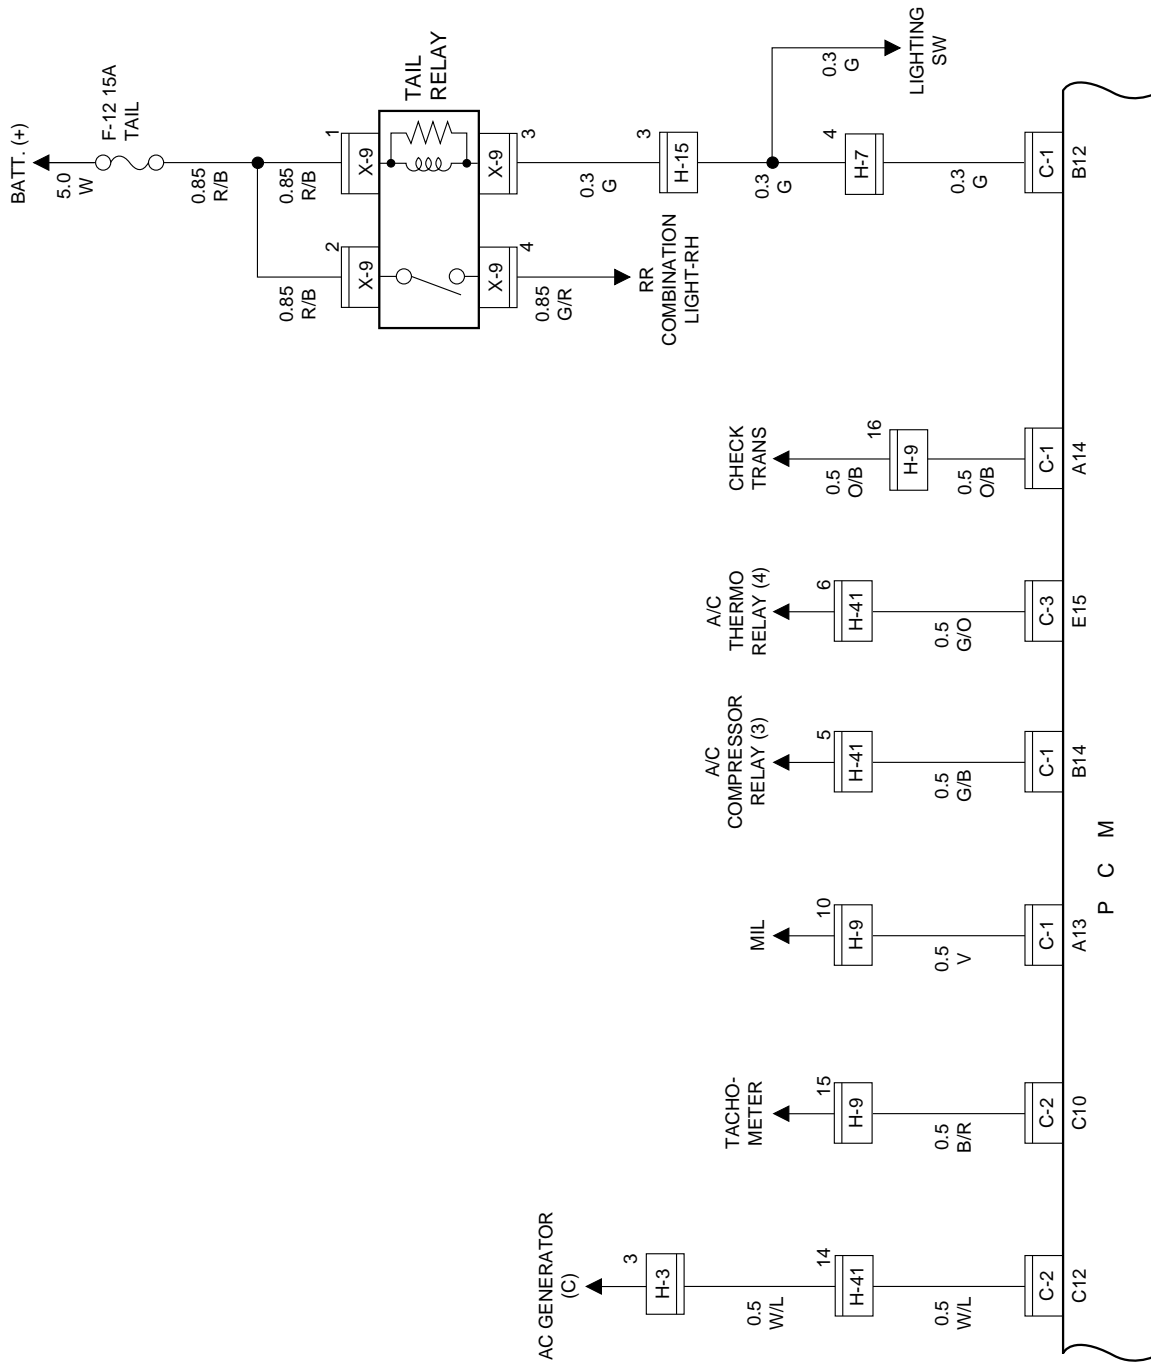 BATT. (+)
5.0
W
F-12 15A
TAIL
0.85
R/B
0.85
R/B
0.85
R/B
1
X-9
2
X-9
TAIL
RELAY
X-9
3
X-9
4
0.3
G
0.85
G/R
RR
COMBINATION
LIGHT-RH
3
H-15
0.3
G
0.3
G
LIGHTING
SW
4
H-7
0.3
G
C-1
B12
CHECK
TRANS
0.5
O/B
16
H-9
0.5
O/B
C-1
A14
A/C
THERMO
RELAY (4)
6
H-41
0.5
G/O
C-3
E15
A/C
COMPRESSOR
RELAY (3)
5
H-41
0.5
G/B
C-1
B14
MIL
10
H-9
0.5
V
C-1
A13
TACHO-
METER
15
H-9
0.5
B/R
C-2
C10
AC GENERATOR
(C)
3
H-3
0.5
W/L
14
H-41
0.5
W/L
C-2
C12
P C M